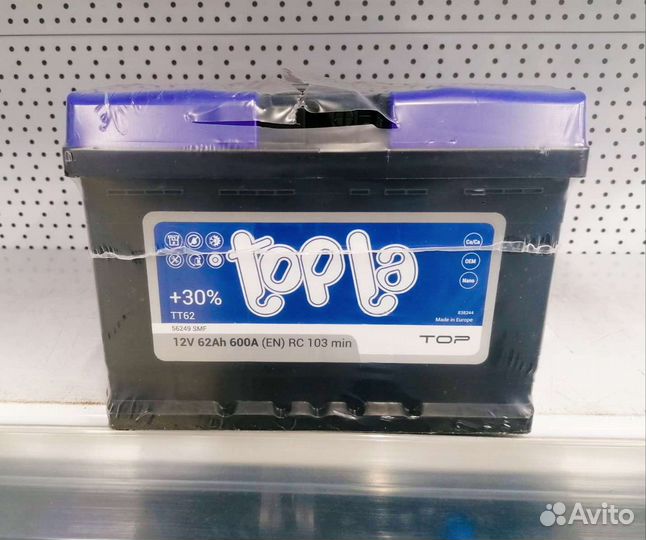 topla
Ca/Ca
OEM
Nano
+30%
TT62
56249 SMF
838244
Made in Europe
12V 62Ah 600A (EN) RC 103 min
TOP
Avito